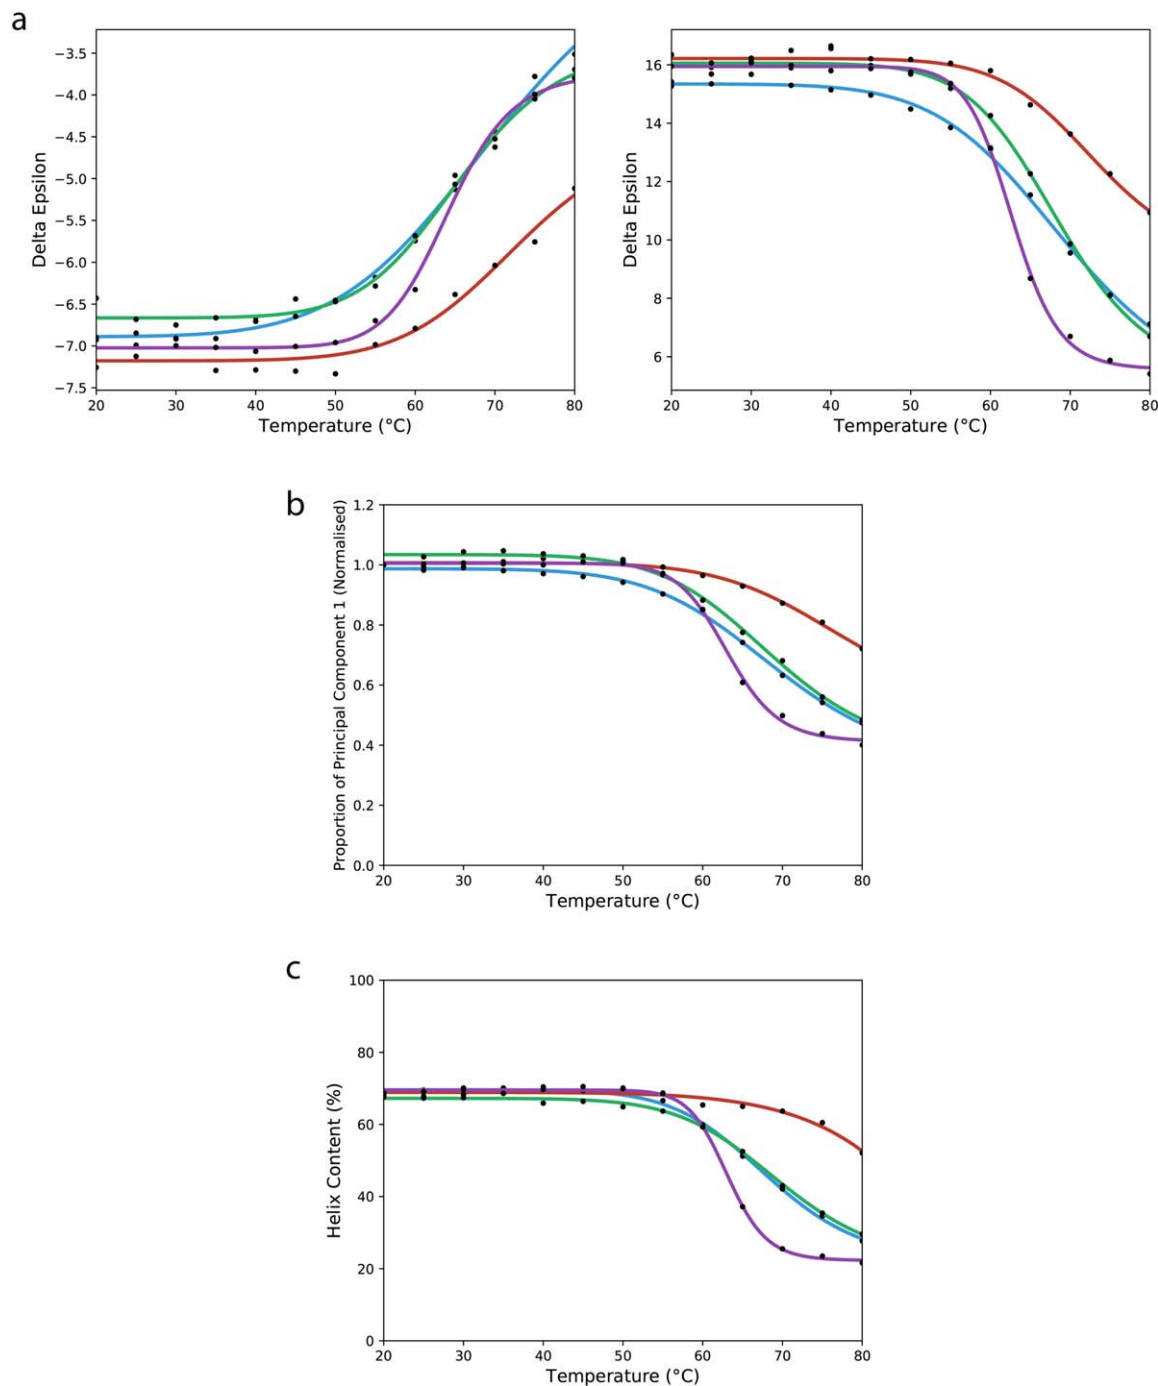 a
−3.5
−4.0
−4.5
−5.0
−5.5
−6.0
−6.5
−7.0
−7.5
Delta Epsilon
20 30 40 50 60 70 80
Temperature (°C)
16
14
12
10
8
6
Delta Epsilon
20 30 40 50 60 70 80
Temperature (°C)
b
1.2
1.0
0.8
0.6
0.4
0.2
0.0
Proportion of Principal Component 1 (Normalised)
20 30 40 50 60 70 80
Temperature (°C)
c
100
80
60
40
20
0
Helix Content (%)
20 30 40 50 60 70 80
Temperature (°C)